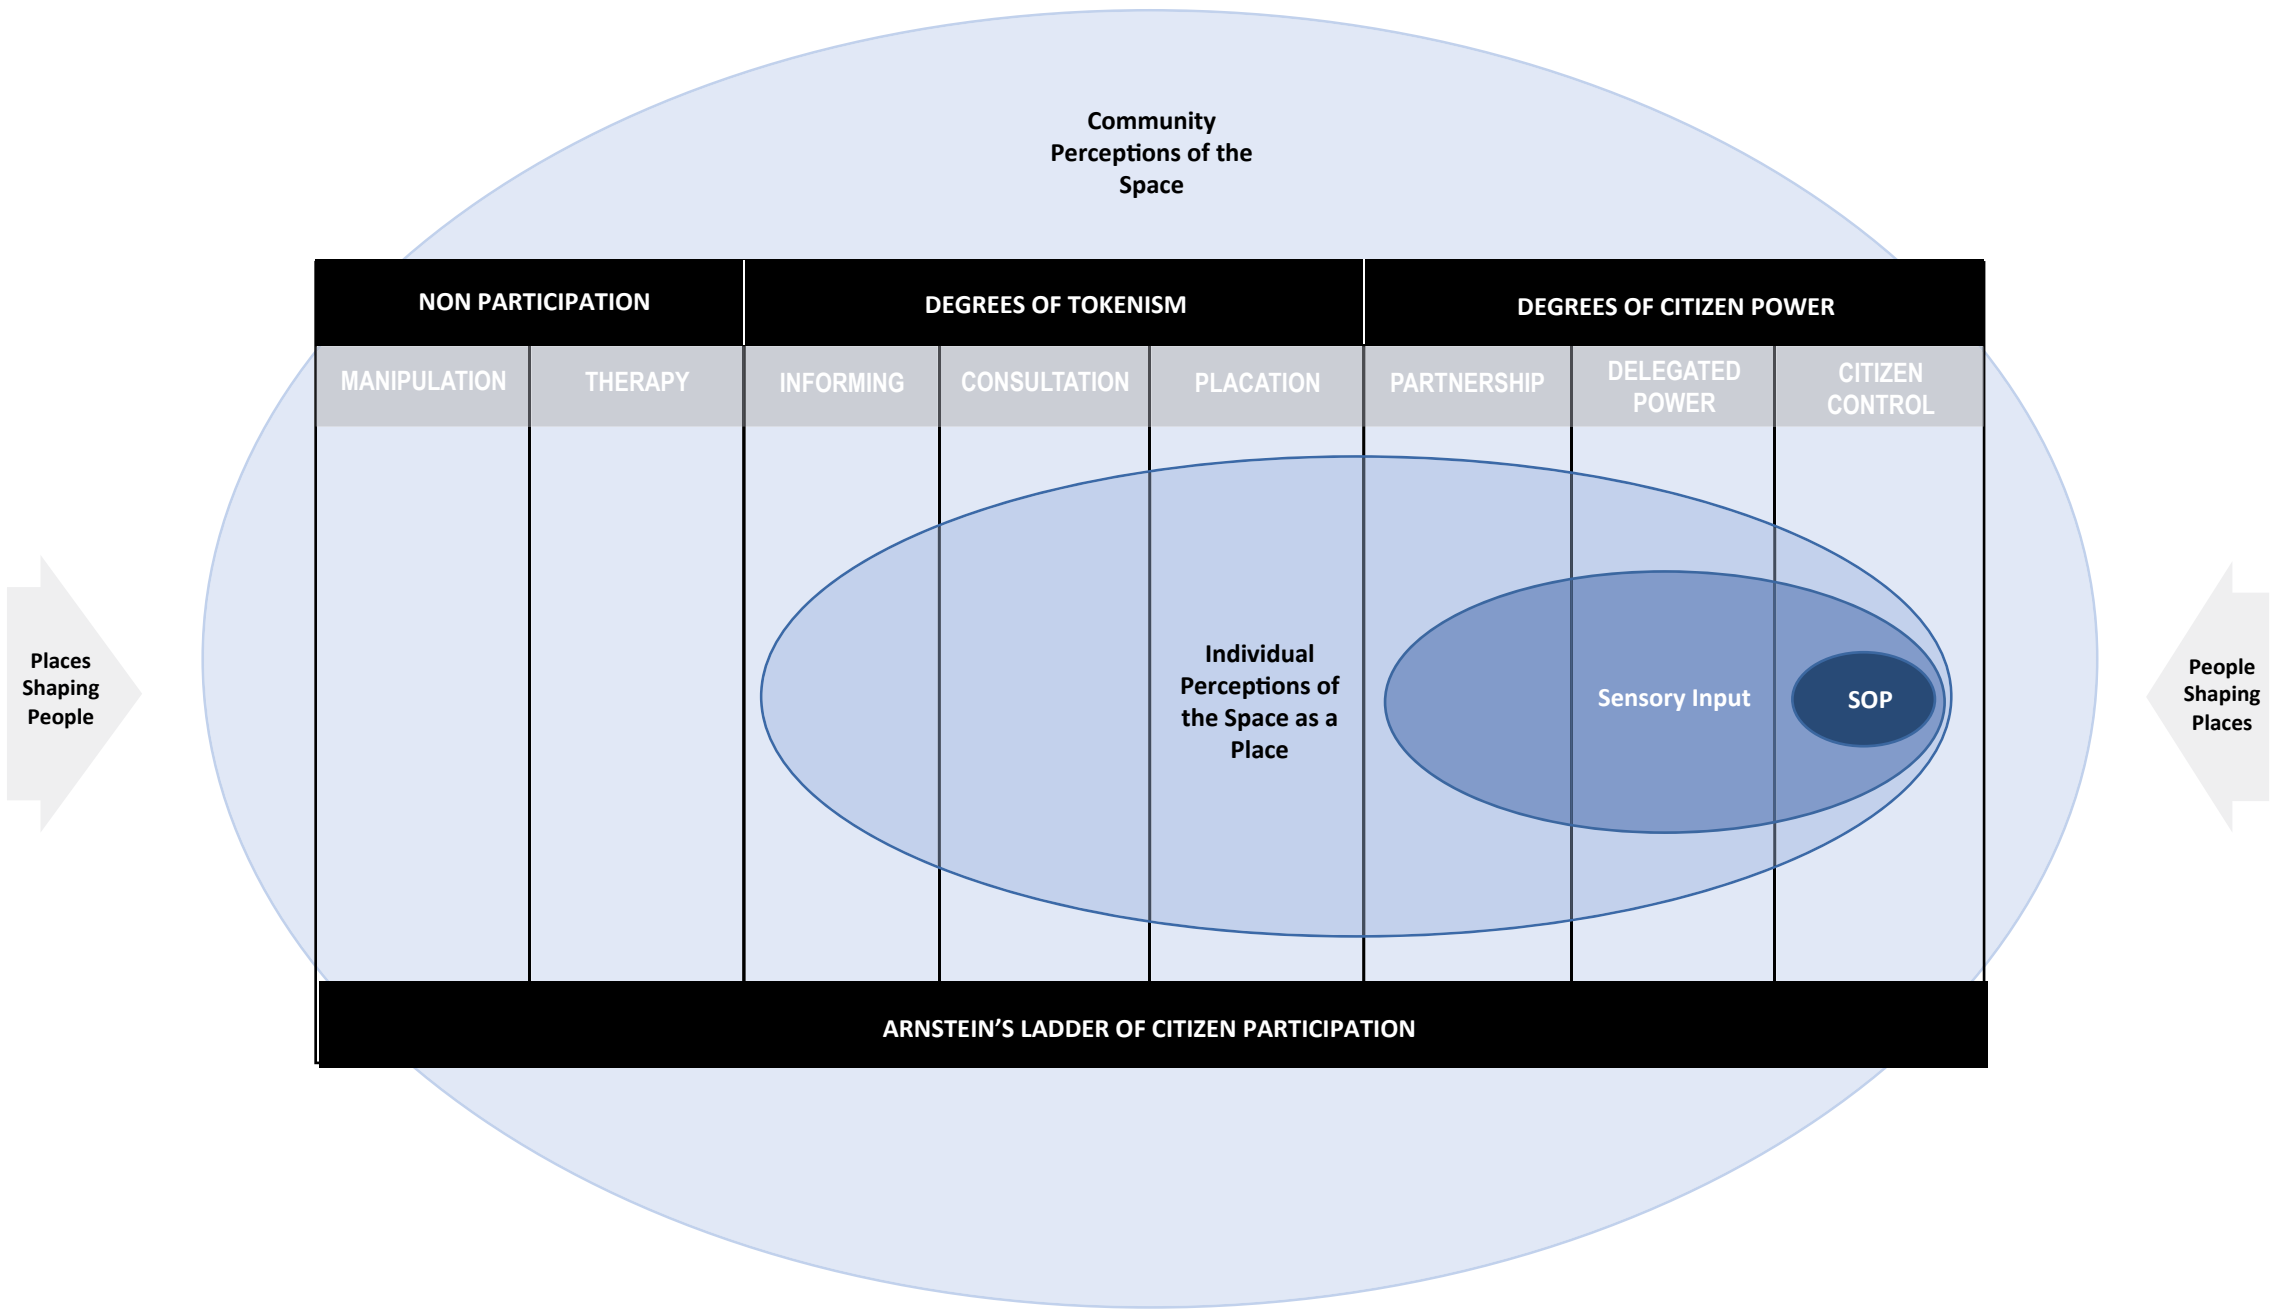 Community
Perceptions of the
Space
NON PARTICIPATION
DEGREES OF TOKENISM
DEGREES OF CITIZEN POWER
MANIPULATION
THERAPY
INFORMING
CONSULTATION
PLACATION
PARTNERSHIP
DELEGATED
POWER
CITIZEN
CONTROL
Places
Shaping
People
Individual
Perceptions of
the Space as a
Place
Sensory Input
SOP
People
Shaping
Places
ARNSTEIN’S LADDER OF CITIZEN PARTICIPATION